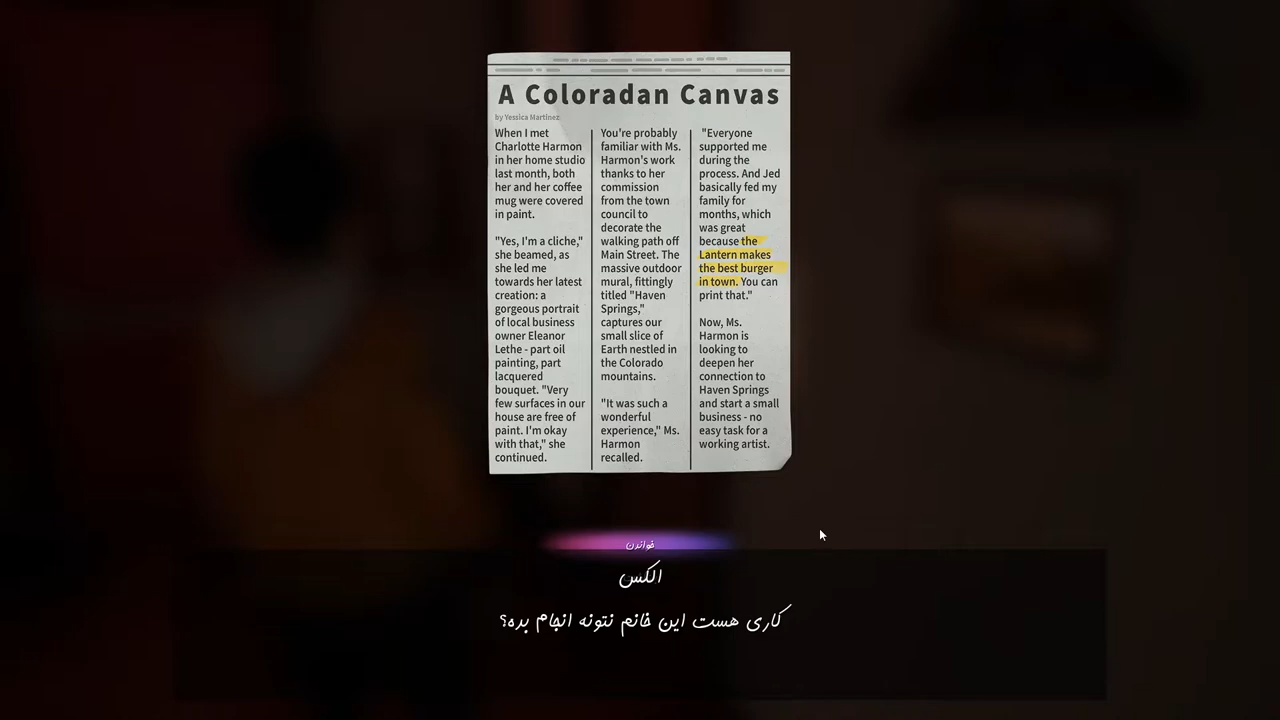 A Coloradan Canvas
by Yessica Martinez
When I met
Charlotte Harmon
in her home studio
last month, both
her and her coffee
mug were covered
in paint.
"Yes, I'm a cliche,"
she beamed, as
she led me
towards her latest
creation: a
gorgeous portrait
of local business
owner Eleanor
Lethe - part oil
painting, part
lacquered
bouquet. "Very
few surfaces in our
house are free of
paint. I'm okay
with that," she
continued.
You're probably
familiar with Ms.
Harmon's work
thanks to her
commission
from the town
council to
decorate the
walking path off
Main Street. The
massive outdoor
mural, fittingly
titled "Haven
Springs,"
captures our
small slice of
Earth nestled in
the Colorado
mountains.
"It was such a
wonderful
experience," Ms.
Harmon
recalled.
"Everyone
supported me
during the
process. And Jed
basically fed my
family for
months, which
was great
because the
Lantern makes
the best burger
in town. You can
print that."
Now, Ms.
Harmon is
looking to
deepen her
connection to
Haven Springs
and start a small
business - no
easy task for a
working artist.
خواندن
الکس
کاری هست این خانم نتونه انجام بده؟